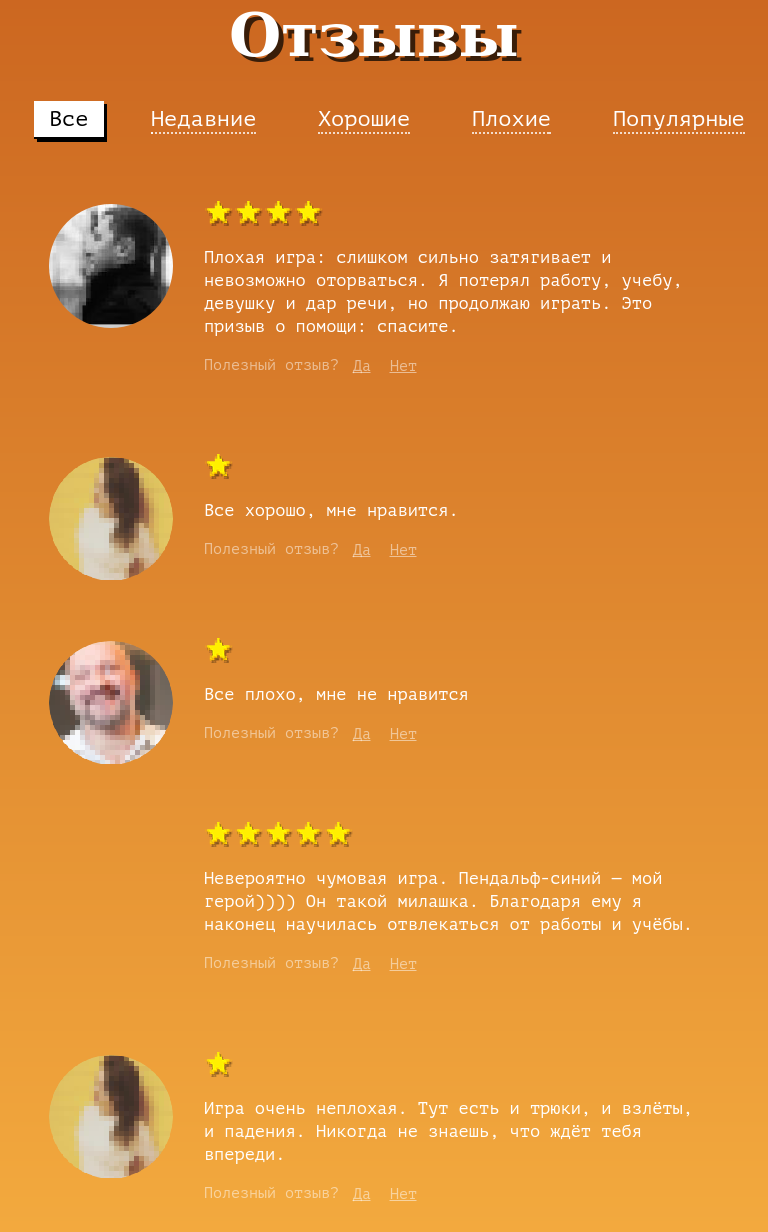 Отзывы
Все Недавние Хорошие Плохие Популярные
Плохая игра: слишком сильно затягивает и
невозможно оторваться. Я потерял работу, учебу,
девушку и дар речи, но продолжаю играть. Это
призыв о помощи: спасите.
Полезный отзыв? Да Нет
Все хорошо, мне нравится.
Полезный отзыв? Да Нет
Все плохо, мне не нравится
Полезный отзыв? Да Нет
Невероятно чумовая игра. Пендальф-синий — мой
герой)))) Он такой милашка. Благодаря ему я
наконец научилась отвлекаться от работы и учёбы.
Полезный отзыв? Да Нет
Игра очень неплохая. Тут есть и трюки, и взлёты,
и падения. Никогда не знаешь, что ждёт тебя
впереди.
Полезный отзыв? Да Нет